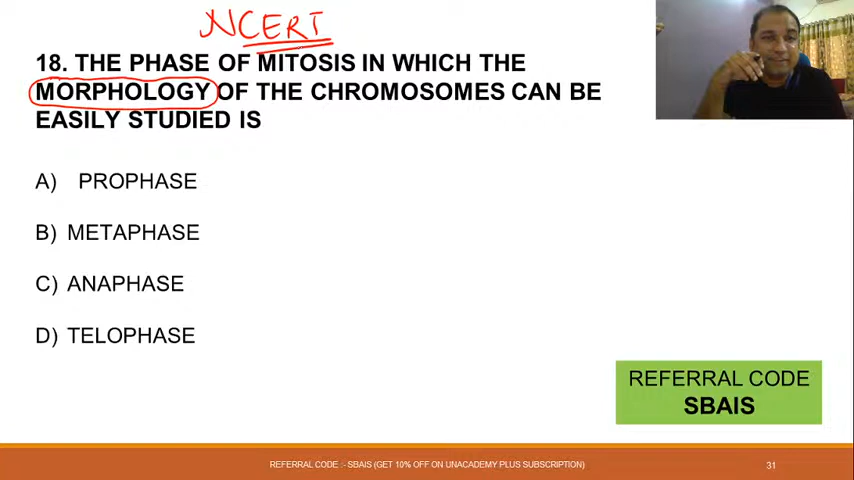 NCERT
18. THE PHASE OF MITOSIS IN WHICH THE
MORPHOLOGY OF THE CHROMOSOMES CAN BE
EASILY STUDIED IS
A) PROPHASE
B) METAPHASE
C) ANAPHASE
D) TELOPHASE
REFERRAL CODE
SBAIS
REFERRAL CODE :- SBAIS (GET 10% OFF ON UNACADEMY PLUS SUBSCRIPTION)
31